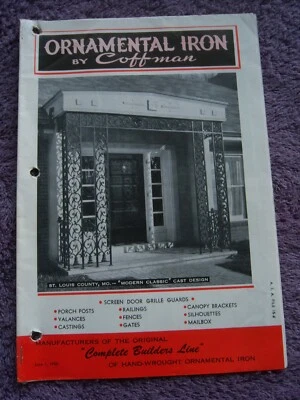 ORNAMENTAL IRON
BY Coffman
ST. LOUIS COUNTY, MO.—"MODERN CLASSIC" CAST DESIGN
• SCREEN DOOR GRILLE GUARDS •
• PORCH POSTS • RAILINGS • CANOPY BRACKETS
• VALANCES • FENCES • SILHOUETTES
• CASTINGS • GATES • MAILBOX
MANUFACTURERS OF THE ORIGINAL
"Complete Builders Line"
OF HAND-WROUGHT ORNAMENTAL IRON